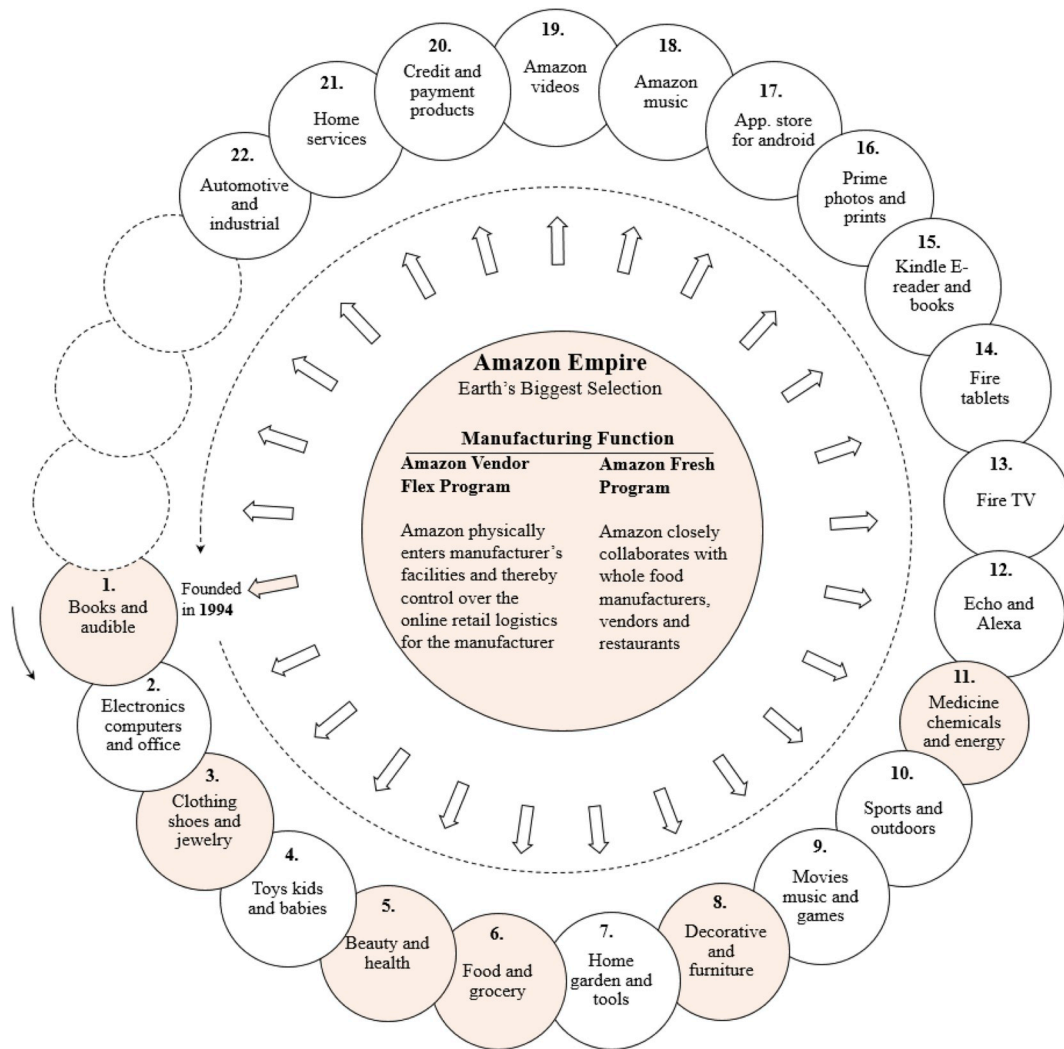 Amazon Empire
Earth's Biggest Selection
Manufacturing Function
Amazon Vendor
Flex Program
Amazon physically
enters manufacturer's
facilities and thereby
control over the
online retail logistics
for the manufacturer
Amazon Fresh
Program
Amazon closely
collaborates with
whole food
manufacturers,
vendors and
restaurants
Founded
in 1994
1.
Books and
audible
2.
Electronics
computers
and office
3.
Clothing
shoes and
jewelry
4.
Toys kids
and babies
5.
Beauty and
health
6.
Food and
grocery
7.
Home
garden and
tools
8.
Decorative
and
furniture
9.
Movies
music and
games
10.
Sports and
outdoors
11.
Medicine
chemicals
and energy
12.
Echo and
Alexa
13.
Fire TV
14.
Fire
tablets
15.
Kindle E-
reader and
books
16.
Prime
photos and
prints
17.
App. store
for android
18.
Amazon
music
19.
Amazon
videos
20.
Credit and
payment
products
21.
Home
services
22.
Automotive
and
industrial